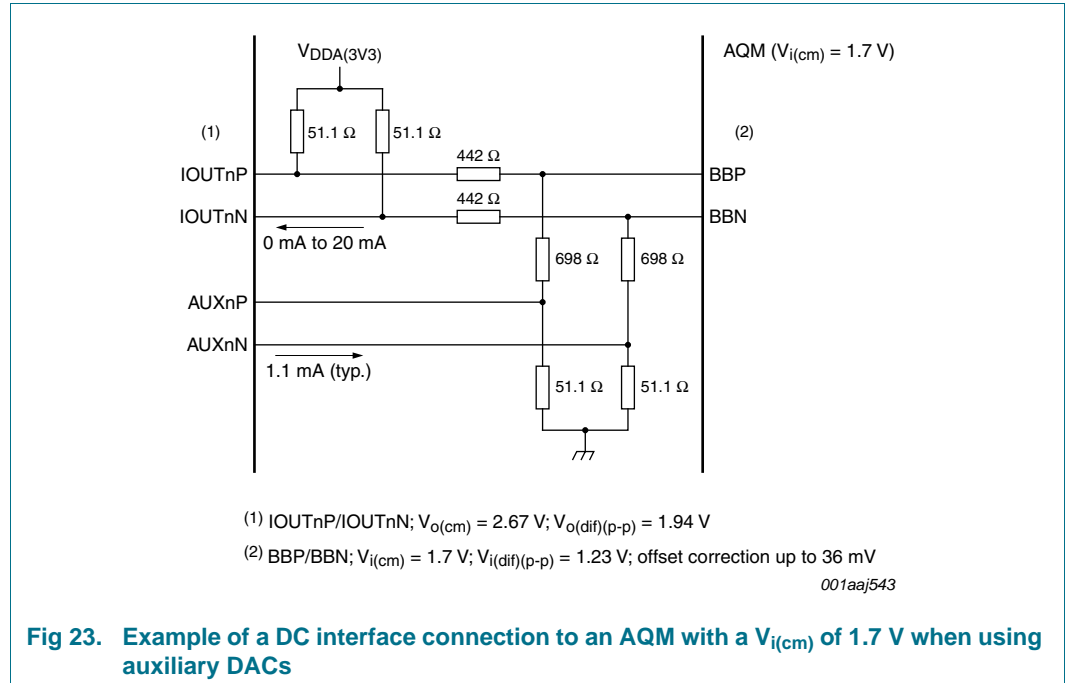 VDDA(3V3)
AQM (Vi(cm) = 1.7 V)
(1)
51.1 Ω
51.1 Ω
(2)
442 Ω
IOUTnP
BBP
442 Ω
IOUTnN
BBN
0 mA to 20 mA
698 Ω
698 Ω
AUXnP
AUXnN
1.1 mA (typ.)
51.1 Ω
51.1 Ω
(1) IOUTnP/IOUTnN; Vo(cm) = 2.67 V; Vo(dif)(p-p) = 1.94 V
(2) BBP/BBN; Vi(cm) = 1.7 V; Vi(dif)(p-p) = 1.23 V; offset correction up to 36 mV
001aaj543
Fig 23. Example of a DC interface connection to an AQM with a Vi(cm) of 1.7 V when using
auxiliary DACs